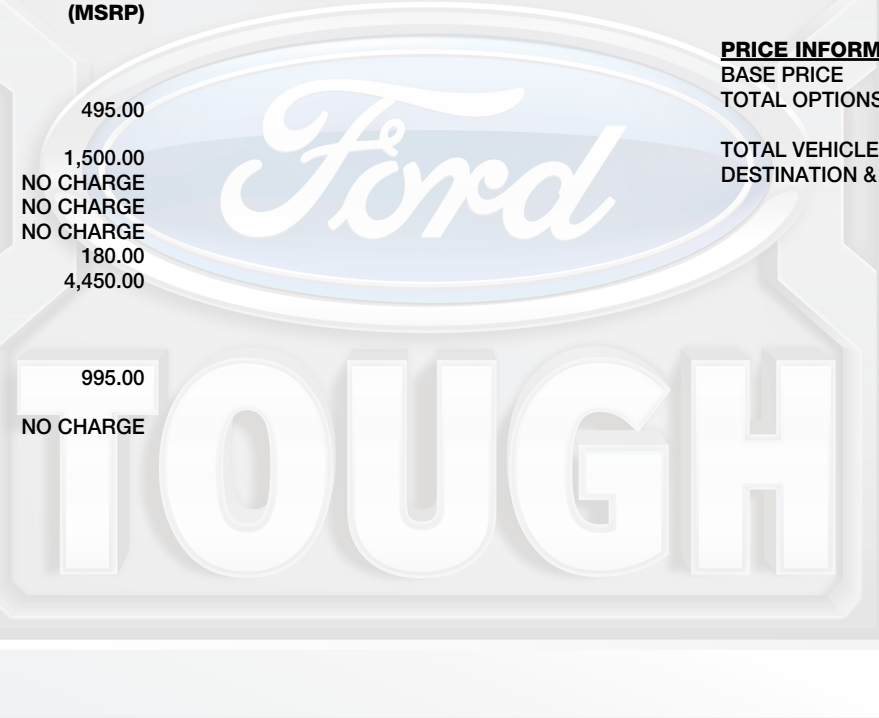 (MSRP)
495.00
1,500.00
NO CHARGE
NO CHARGE
NO CHARGE
180.00
4,450.00
995.00
NO CHARGE
PRICE INFORM
BASE PRICE
TOTAL OPTIONS
TOTAL VEHICLE
DESTINATION &
Ford
TOUGH